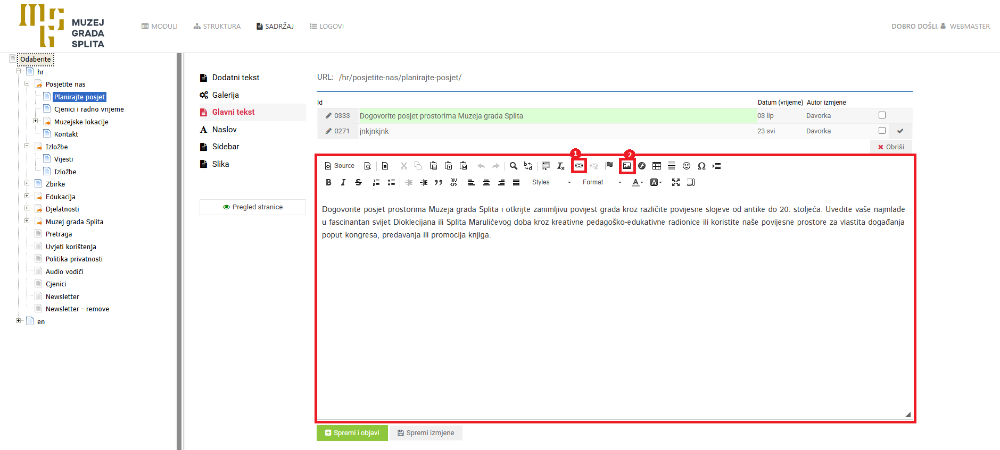 MUZEJ
GRADA
SPLITA
MODULI
STRUKTURA
SADRŽAJ
LOGOVI
DOBRO DOŠLI, WEBMASTER
Odaberite
hr
Posjetite nas
Planirajte posjet
Cjenici i radno vrijeme
Muzejske lokacije
Kontakt
Izložbe
Vijesti
Izložbe
Zbirke
Edukacija
Djelatnosti
Muzej grada Splita
Pretraga
Uvjeti korištenja
Politika privatnosti
Audio vodiči
Cjenici
Newsletter
Newsletter - remove
en
Dodatni tekst
Galerija
Glavni tekst
Naslov
Sidebar
Slika
Pregled stranice
URL: /hr/posjetite-nas/planirajte-posjet/
Id Datum (vrijeme) Autor izmjene
0333 Dogovorite posjet prostorima Muzeja grada Splita 03 lip Davorka
0271 jnkjnkjnk 23 svi Davorka
Obriši
1 2
Source
Styles Format
Dogovorite posjet prostorima Muzeja grada Splita i otkrijte zanimljivu povijest grada kroz različite povijesne slojeve od antike do 20. stoljeća. Uvedite vaše najmlađe
u fascinantan svijet Dioklecijana ili Splita Marulićevog doba kroz kreativne pedagoško-edukativne radionice ili koristite naše povijesne prostore za vlastita događanja
poput kongresa, predavanja ili promocija knjiga.
Spremi i objavi
Spremi izmjene